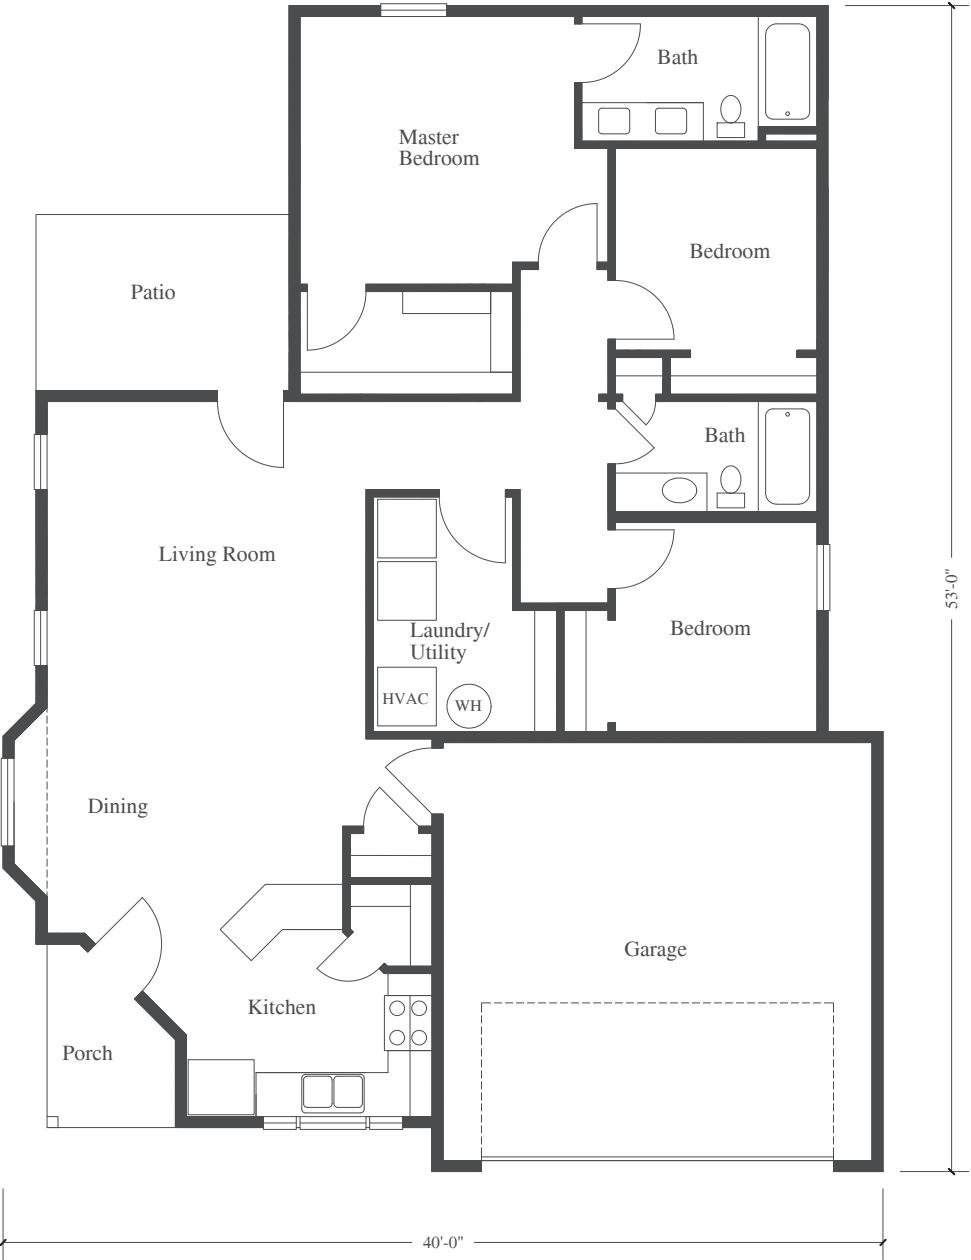 Bath
Master
Bedroom
Bedroom
Patio
Bath
Living Room
53'-0"
Laundry/
Utility
Bedroom
HVAC
WH
Dining
Garage
Kitchen
Porch
40'-0"